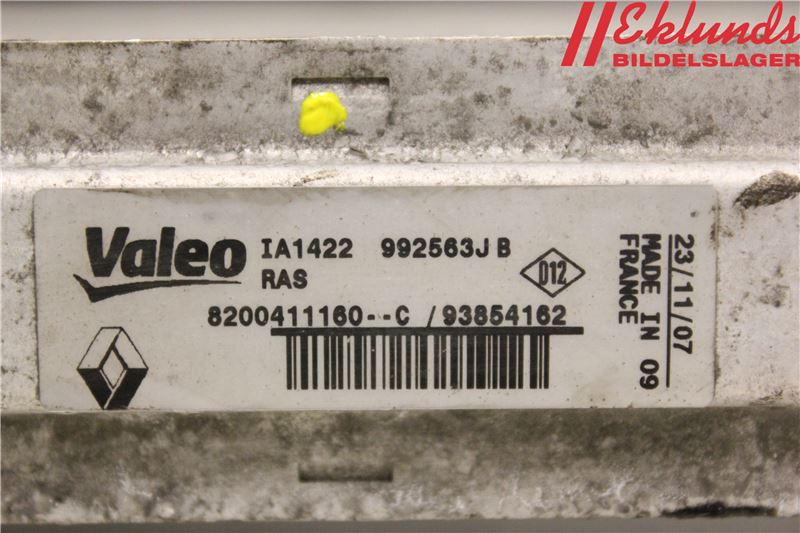 Eklunds
BILDELSLAGER
Valeo
IA1422 992563J B
RAS
D12
8200411160--C / 93854162
23/11/07
MADE IN 09
FRANCE